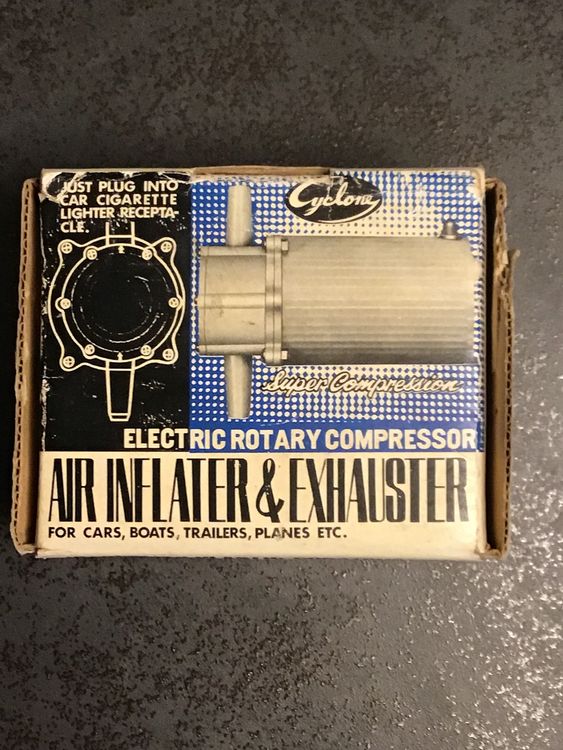 JUST PLUG INTO
CAR CIGARETTE
LIGHTER RECEPTA-
CLE.
Cyclone
Super Compression
ELECTRIC ROTARY COMPRESSOR
AIR INFLATER & EXHAUSTER
FOR CARS, BOATS, TRAILERS, PLANES ETC.